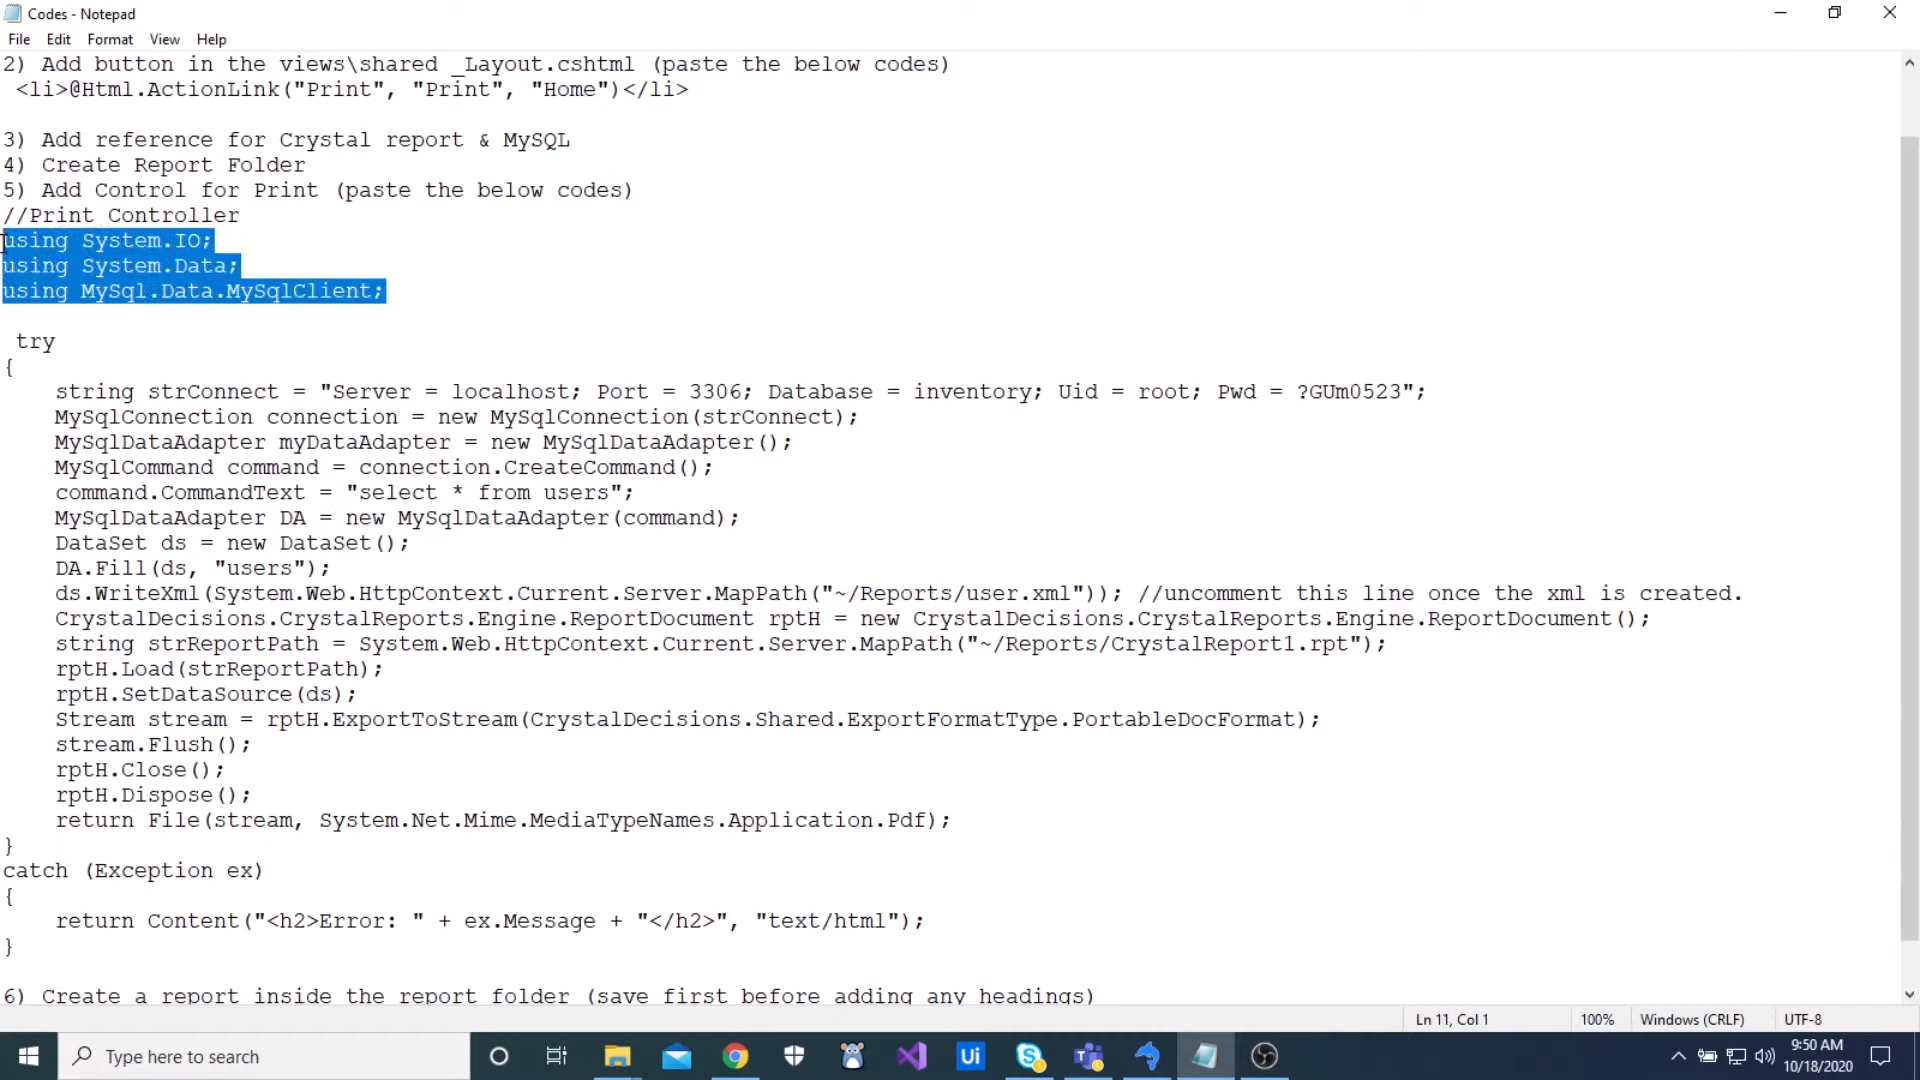 Codes - Notepad
File Edit Format View Help
2) Add button in the views\shared _Layout.cshtml (paste the below codes)
<li>@Html.ActionLink("Print", "Print", "Home")</li>
3) Add reference for Crystal report & MySQL
4) Create Report Folder
5) Add Control for Print (paste the below codes)
//Print Controller
using System.IO;
using System.Data;
using MySql.Data.MySqlClient;
try
{
string strConnect = "Server = localhost; Port = 3306; Database = inventory; Uid = root; Pwd = ?GUm0523";
MySqlConnection connection = new MySqlConnection(strConnect);
MySqlDataAdapter myDataAdapter = new MySqlDataAdapter();
MySqlCommand command = connection.CreateCommand();
command.CommandText = "select * from users";
MySqlDataAdapter DA = new MySqlDataAdapter(command);
DataSet ds = new DataSet();
DA.Fill(ds, "users");
ds.WriteXml(System.Web.HttpContext.Current.Server.MapPath("~/Reports/user.xml")); //uncomment this line once the xml is created.
CrystalDecisions.CrystalReports.Engine.ReportDocument rptH = new CrystalDecisions.CrystalReports.Engine.ReportDocument();
string strReportPath = System.Web.HttpContext.Current.Server.MapPath("~/Reports/CrystalReport1.rpt");
rptH.Load(strReportPath);
rptH.SetDataSource(ds);
Stream stream = rptH.ExportToStream(CrystalDecisions.Shared.ExportFormatType.PortableDocFormat);
stream.Flush();
rptH.Close();
rptH.Dispose();
return File(stream, System.Net.Mime.MediaTypeNames.Application.Pdf);
}
catch (Exception ex)
{
return Content("<h2>Error: " + ex.Message + "</h2>", "text/html");
}
6) Create a report inside the report folder (save first before adding any headings)
Ln 11, Col 1 100% Windows (CRLF) UTF-8
Type here to search
Ui
9:50 AM
10/18/2020